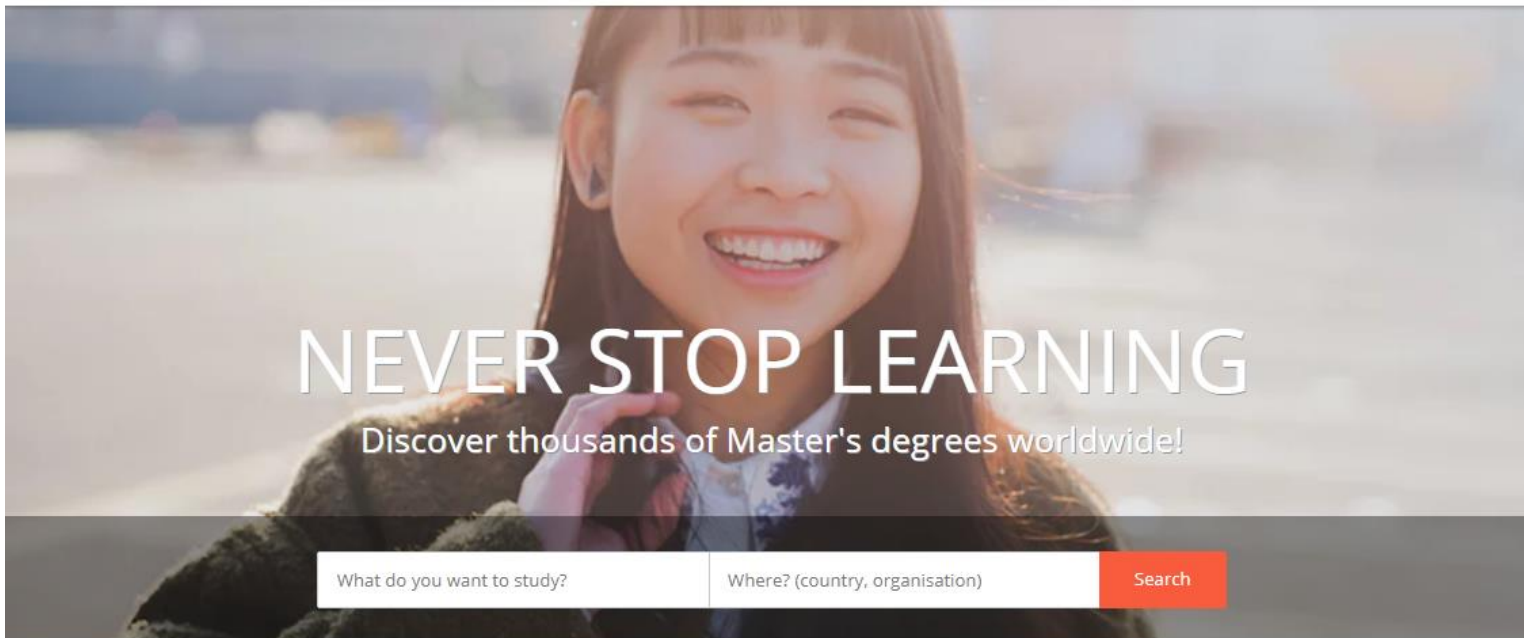 NEVER STOP LEARNING
Discover thousands of Master's degrees worldwide!
What do you want to study?
Where? (country, organisation)
Search